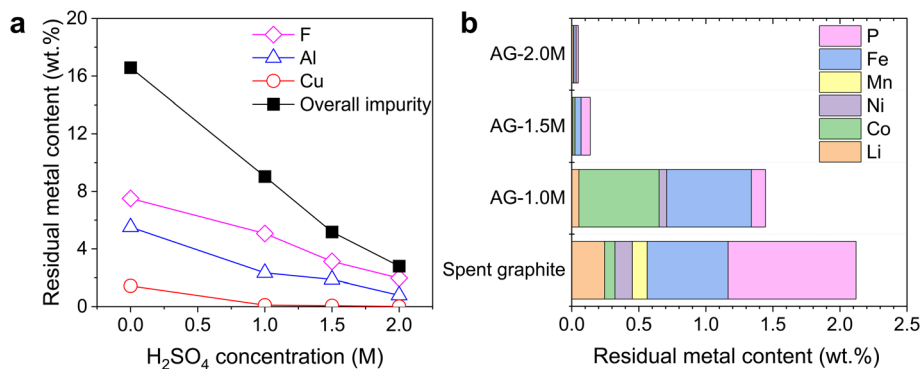 a
Residual metal content (wt.%)
20
16
12
8
4
0
0.0 0.5 1.0 1.5 2.0
H₂SO₄ concentration (M)
F
Al
Cu
Overall impurity
b
AG-2.0M
AG-1.5M
AG-1.0M
Spent graphite
P
Fe
Mn
Ni
Co
Li
0.0 0.5 1.0 1.5 2.0 2.5
Residual metal content (wt.%)